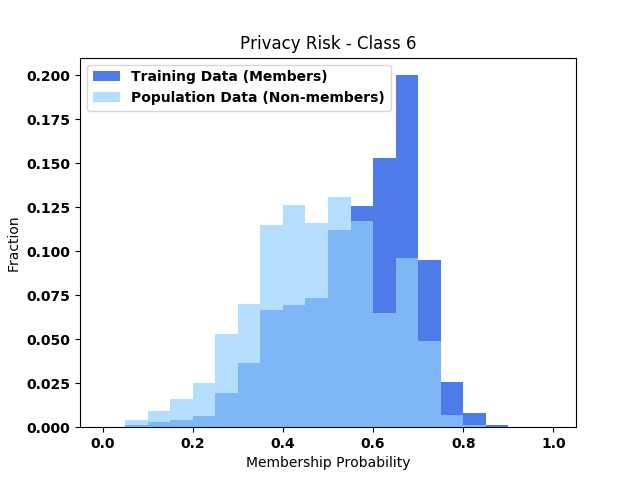 Privacy Risk - Class 6
Training Data (Members)
Population Data (Non-members)
0.200
0.175
0.150
0.125
0.100
0.075
0.050
0.025
0.000
Fraction
0.0 0.2 0.4 0.6 0.8 1.0
Membership Probability